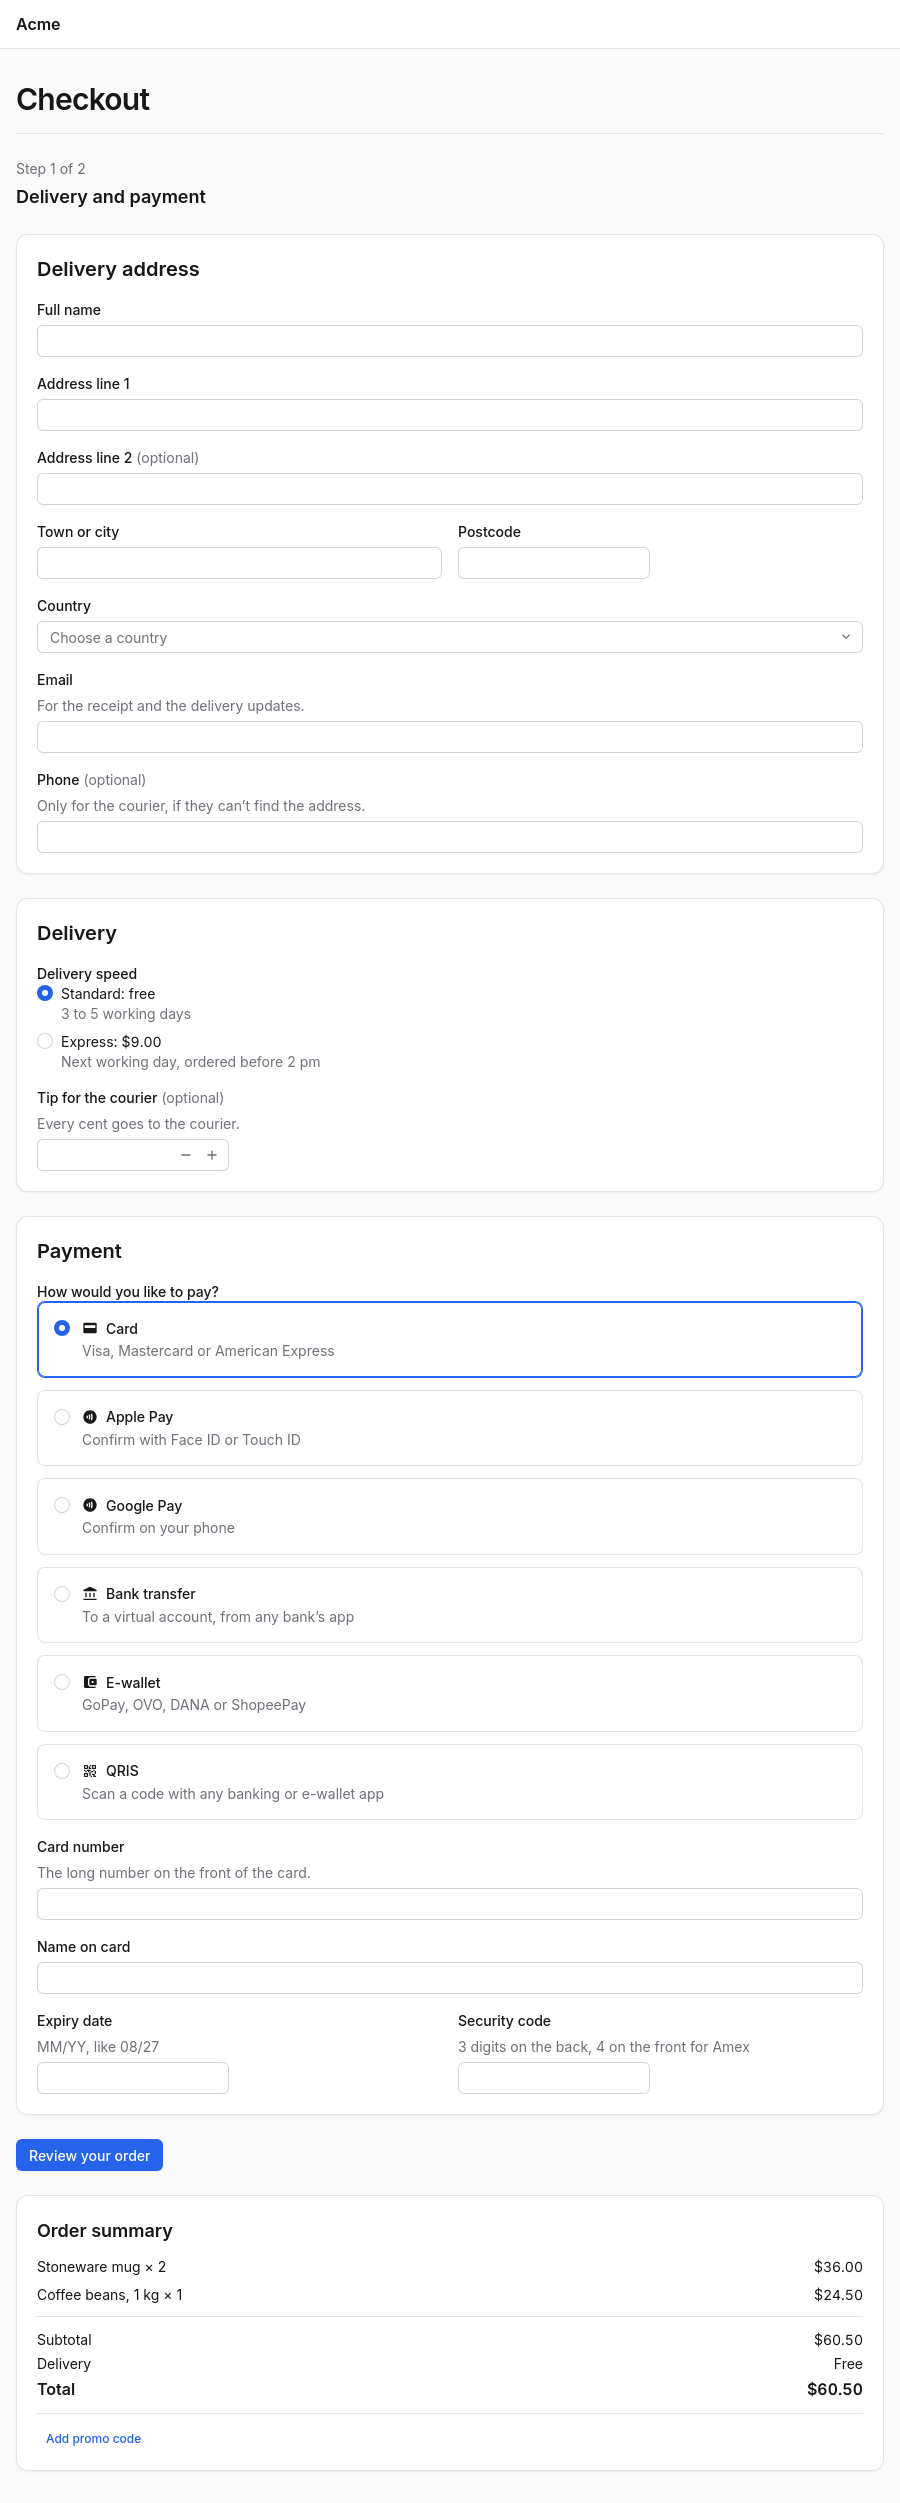 Acme
Checkout
Step 1 of 2
Delivery and payment
Delivery address
Full name
Address line 1
Address line 2 (optional)
Town or city
Postcode
Country
Choose a country
Email
For the receipt and the delivery updates.
Phone (optional)
Only for the courier, if they can’t find the address.
Delivery
Delivery speed
Standard: free
3 to 5 working days
Express: $9.00
Next working day, ordered before 2 pm
Tip for the courier (optional)
Every cent goes to the courier.
Payment
How would you like to pay?
Card
Visa, Mastercard or American Express
Apple Pay
Confirm with Face ID or Touch ID
Google Pay
Confirm on your phone
Bank transfer
To a virtual account, from any bank’s app
E-wallet
GoPay, OVO, DANA or ShopeePay
QRIS
Scan a code with any banking or e-wallet app
Card number
The long number on the front of the card.
Name on card
Expiry date
MM/YY, like 08/27
Security code
3 digits on the back, 4 on the front for Amex
Review your order
Order summary
Stoneware mug × 2 $36.00
Coffee beans, 1 kg × 1 $24.50
Subtotal $60.50
Delivery Free
Total $60.50
Add promo code